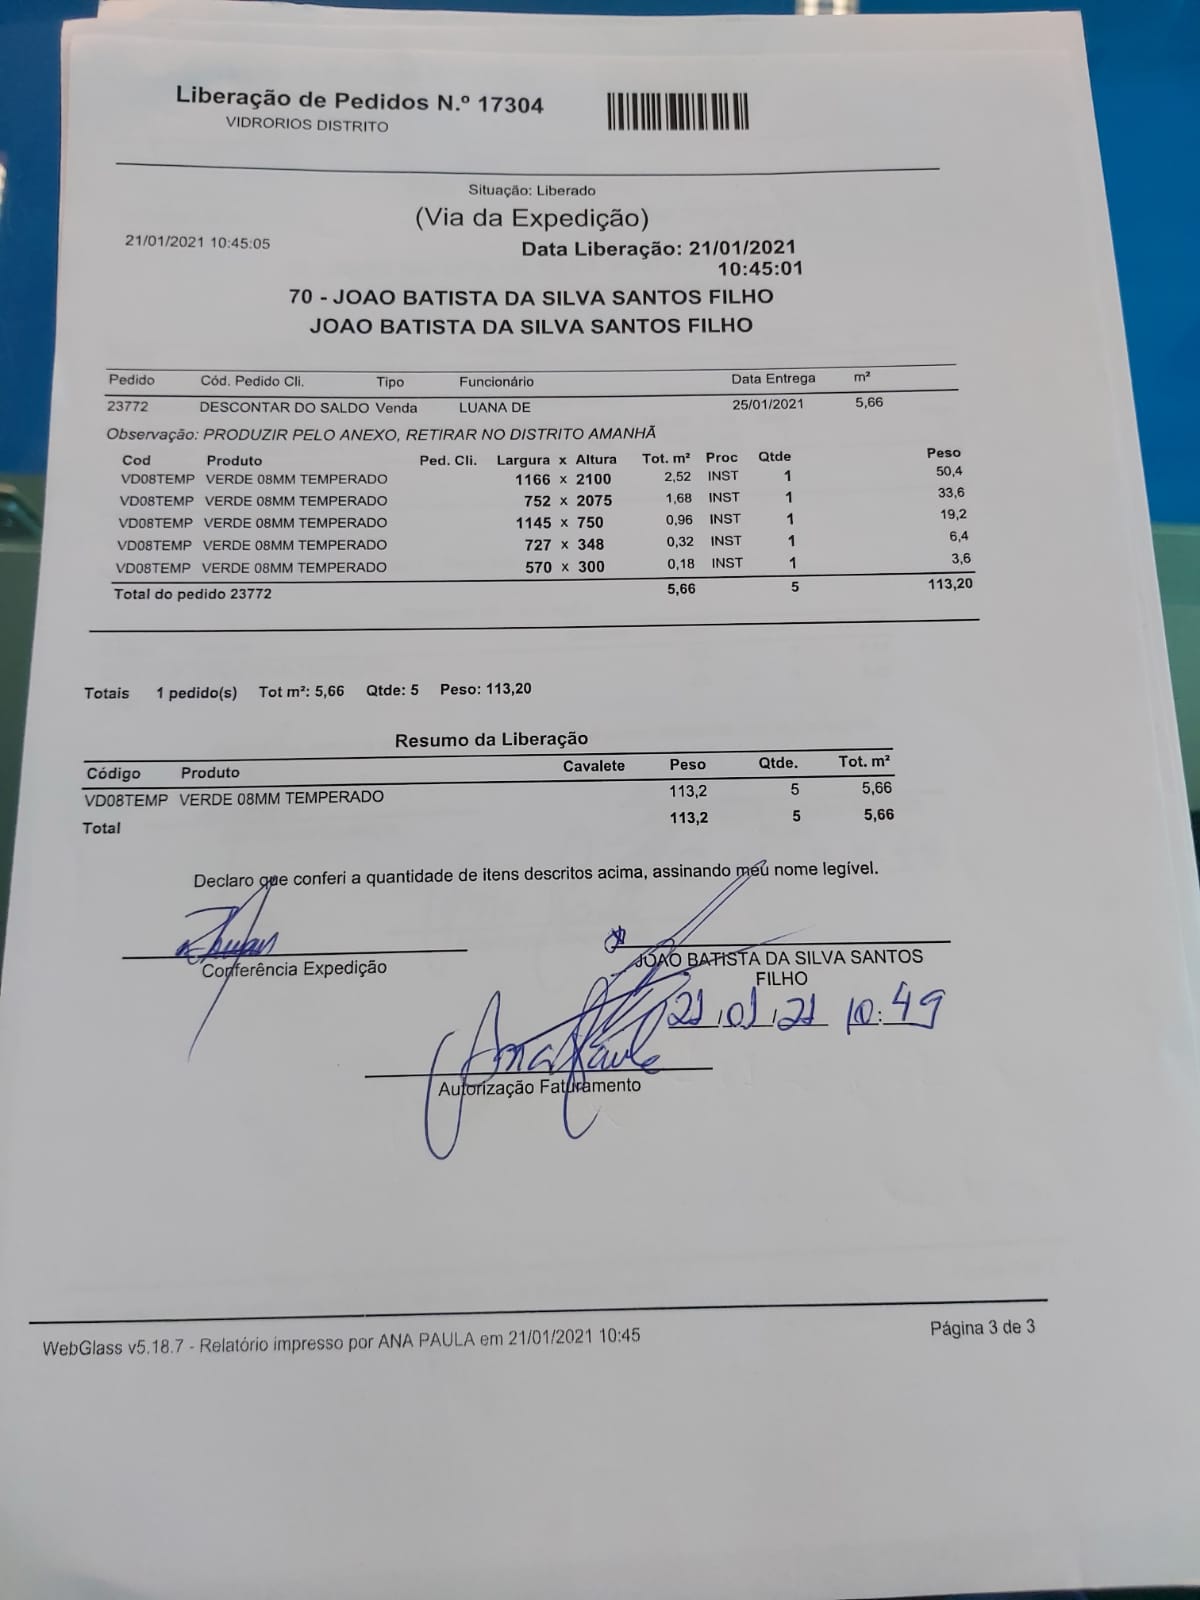 Liberação de Pedidos N.º 17304
VIDRORIOS DISTRITO
Situação: Liberado
(Via da Expedição)
21/01/2021 10:45:05
Data Liberação: 21/01/2021
10:45:01
70 - JOAO BATISTA DA SILVA SANTOS FILHO
JOAO BATISTA DA SILVA SANTOS FILHO
Pedido Cód. Pedido Cli. Tipo Funcionário Data Entrega m²
23772 DESCONTAR DO SALDO Venda LUANA DE 25/01/2021 5,66
Observação: PRODUZIR PELO ANEXO, RETIRAR NO DISTRITO AMANHÃ
Cod Produto Ped. Cli. Largura x Altura Tot. m² Proc Qtde Peso
VD08TEMP VERDE 08MM TEMPERADO 1166 x 2100 2,52 INST 1 50,4
VD08TEMP VERDE 08MM TEMPERADO 752 x 2075 1,68 INST 1 33,6
VD08TEMP VERDE 08MM TEMPERADO 1145 x 750 0,96 INST 1 19,2
VD08TEMP VERDE 08MM TEMPERADO 727 x 348 0,32 INST 1 6,4
VD08TEMP VERDE 08MM TEMPERADO 570 x 300 0,18 INST 1 3,6
Total do pedido 23772 5,66 5 113,20
Totais 1 pedido(s) Tot m²: 5,66 Qtde: 5 Peso: 113,20
Resumo da Liberação
Código Produto Cavalete Peso Qtde. Tot. m²
VD08TEMP VERDE 08MM TEMPERADO 113,2 5 5,66
Total 113,2 5 5,66
Declaro que conferi a quantidade de itens descritos acima, assinando meu nome legível.
Conferência Expedição
JOAO BATISTA DA SILVA SANTOS
FILHO
21/01/21 10:49
Ana Paula
Autorização Faturamento
WebGlass v5.18.7 - Relatório impresso por ANA PAULA em 21/01/2021 10:45
Página 3 de 3